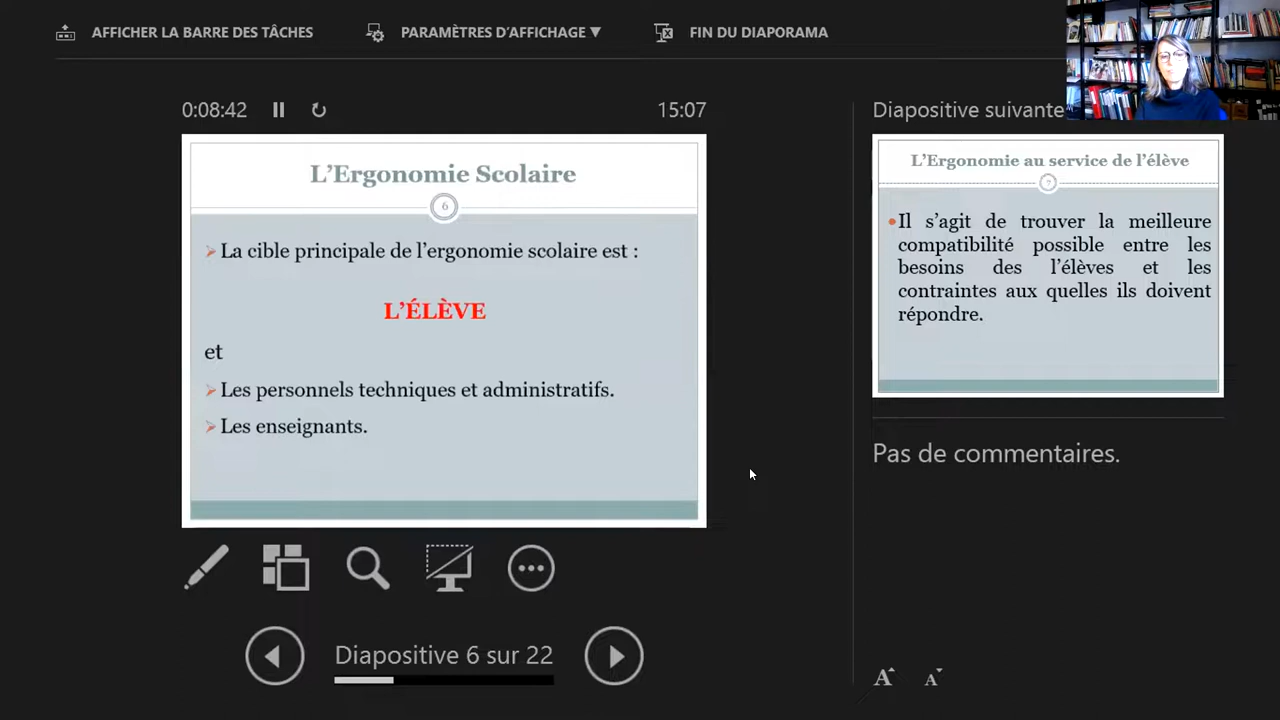 AFFICHER LA BARRE DES TÂCHES
PARAMÈTRES D'AFFICHAGE ▼
FIN DU DIAPORAMA
0:08:42
15:07
Diapositive suivante
L'Ergonomie Scolaire
6
La cible principale de l'ergonomie scolaire est :
L'ÉLÈVE
et
Les personnels techniques et administratifs.
Les enseignants.
L'Ergonomie au service de l'élève
7
Il s'agit de trouver la meilleure
compatibilité possible entre les
besoins des l'élèves et les
contraintes aux quelles ils doivent
répondre.
Pas de commentaires.
Diapositive 6 sur 22
A
A